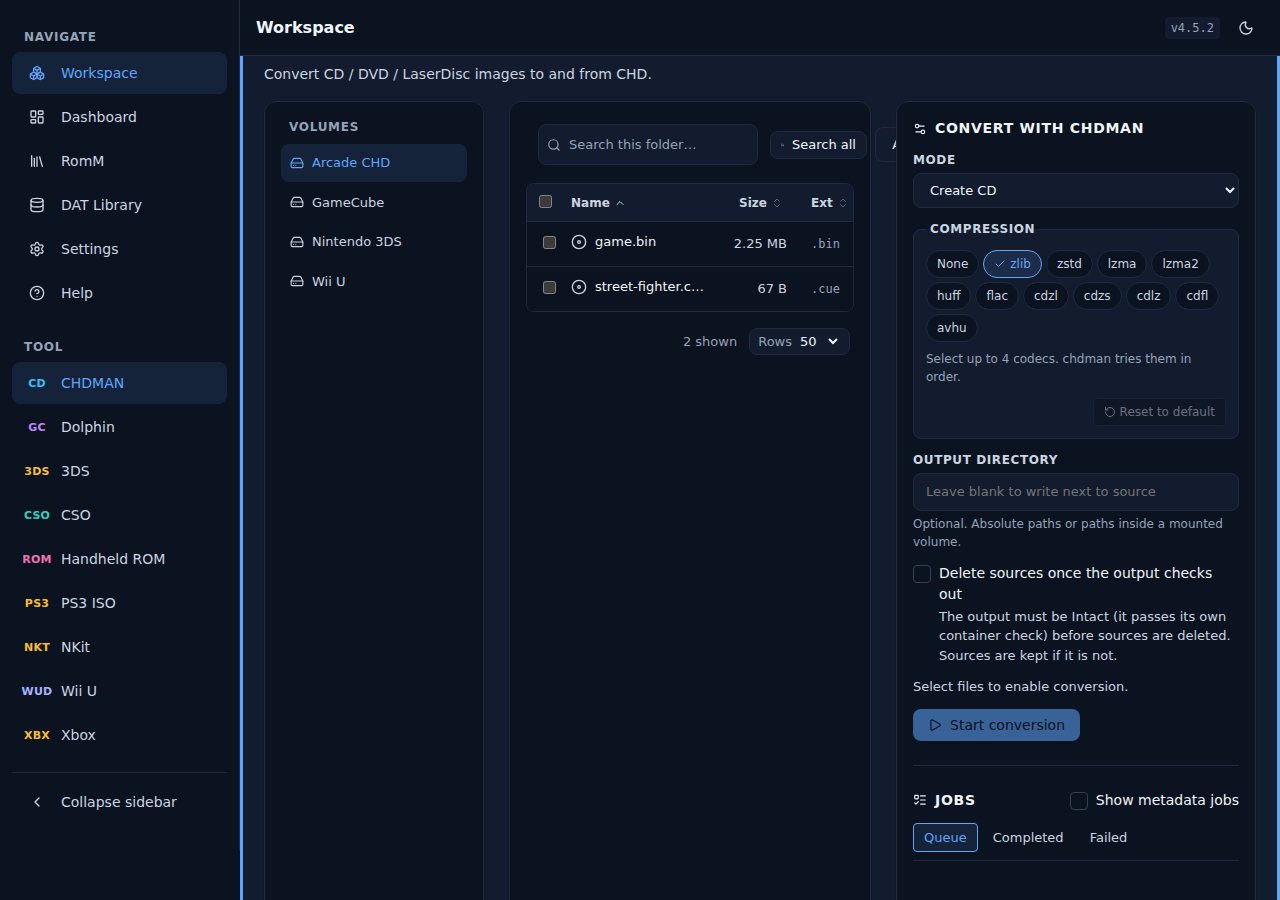 NAVIGATE
Workspace
Dashboard
RomM
DAT Library
Settings
Help
TOOL
CD CHDMAN
GC Dolphin
3DS 3DS
CSO CSO
ROM Handheld ROM
PS3 PS3 ISO
NKT NKit
WUD Wii U
XBX Xbox
Collapse sidebar
Workspace
v4.5.2
Convert CD / DVD / LaserDisc images to and from CHD.
VOLUMES
Arcade CHD
GameCube
Nintendo 3DS
Wii U
Search this folder…
Search all
Name Size Ext
game.bin 2.25 MB .bin
street-fighter.c… 67 B .cue
2 shown Rows 50
CONVERT WITH CHDMAN
MODE
Create CD
COMPRESSION
None zlib zstd lzma lzma2
huff flac cdzl cdzs cdlz cdfl
avhu
Select up to 4 codecs. chdman tries them in
order.
Reset to default
OUTPUT DIRECTORY
Leave blank to write next to source
Optional. Absolute paths or paths inside a mounted
volume.
Delete sources once the output checks
out
The output must be Intact (it passes its own
container check) before sources are deleted.
Sources are kept if it is not.
Select files to enable conversion.
Start conversion
JOBS
Show metadata jobs
Queue Completed Failed